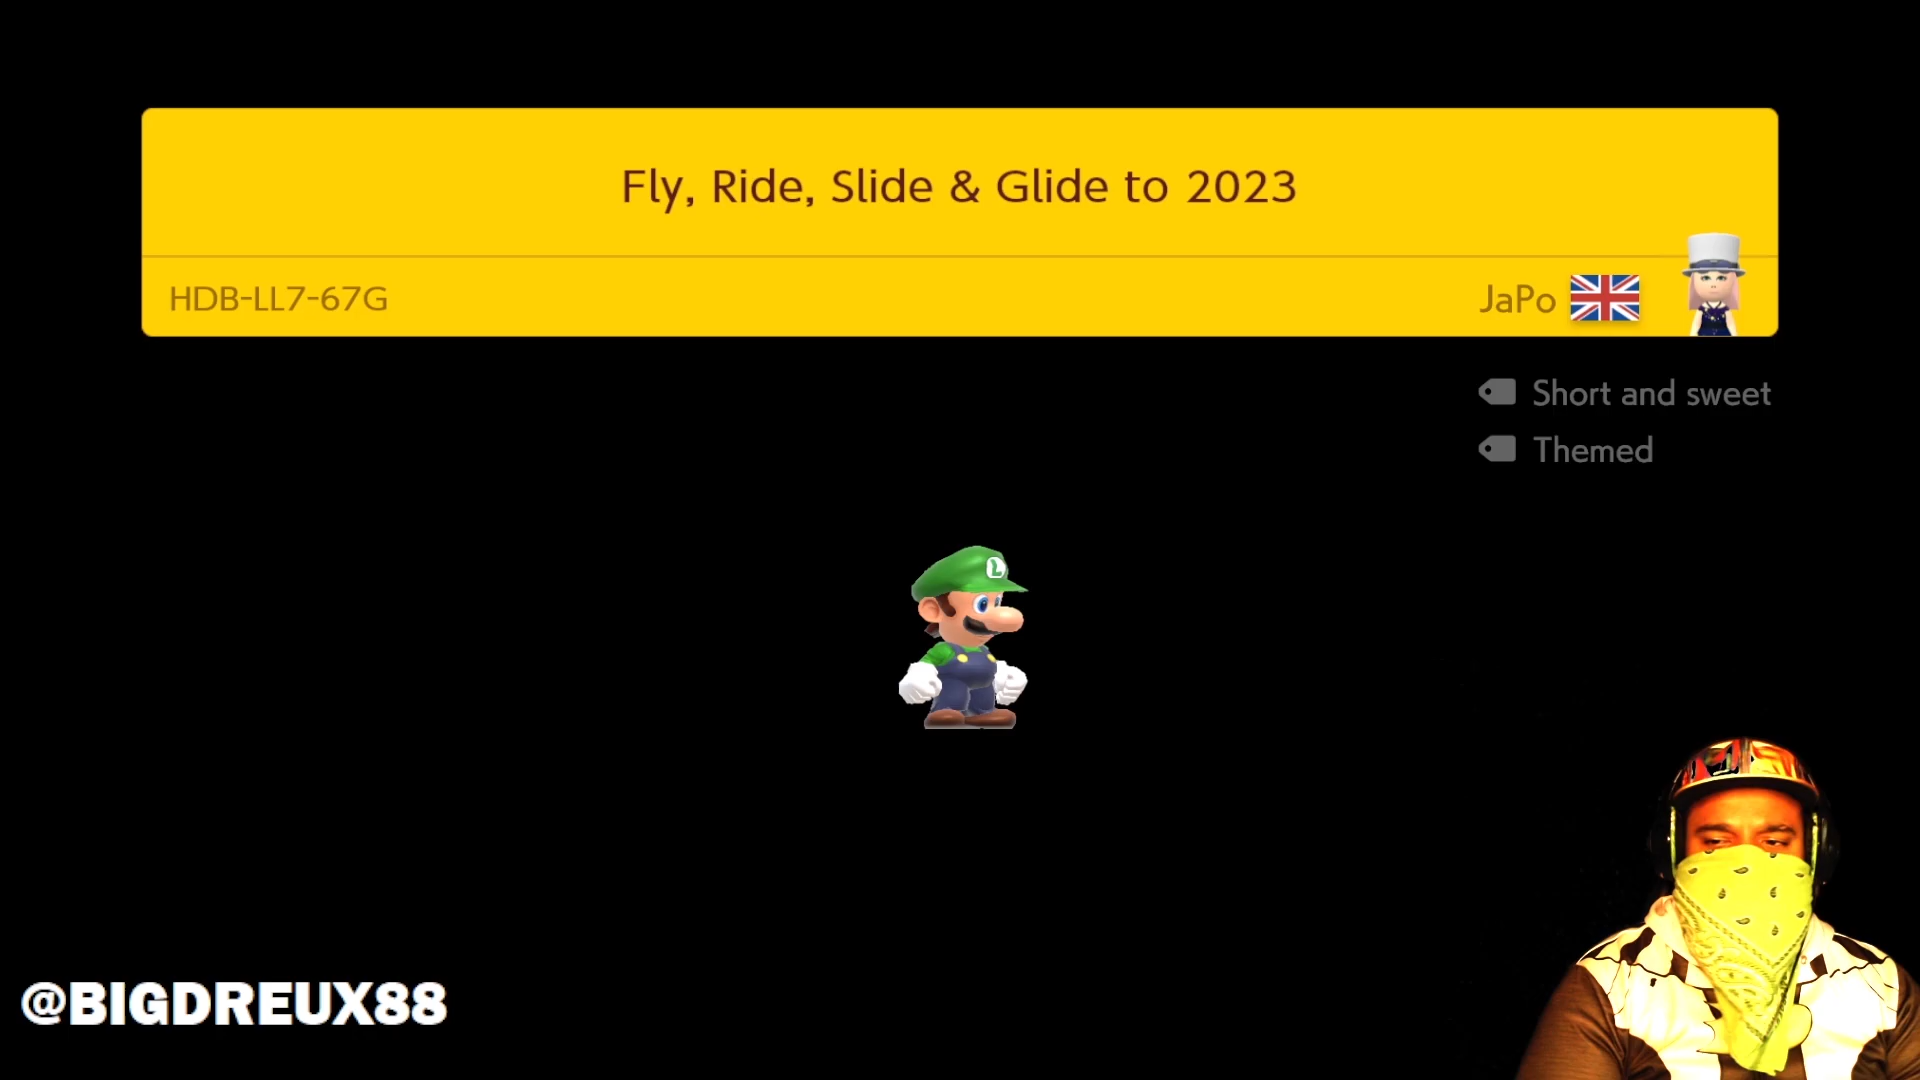 Fly, Ride, Slide & Glide to 2023
HDB-LL7-67G
JaPo
Short and sweet
Themed
L
@BIGDREUX88